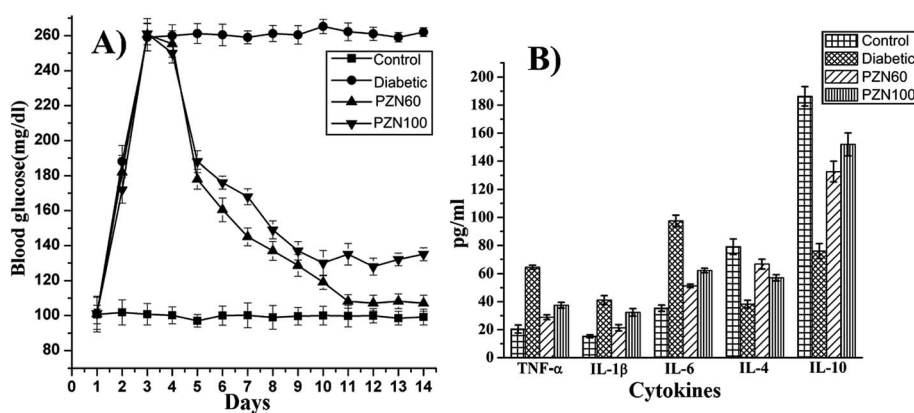 A)
Control
Diabetic
PZN60
PZN100
Blood glucose(mg/dl)
260
240
220
200
180
160
140
120
100
80
0 1 2 3 4 5 6 7 8 9 10 11 12 13 14
Days
B)
Control
Diabetic
PZN60
PZN100
pg/ml
200
180
160
140
120
100
80
60
40
20
0
TNF-α IL-1β IL-6 IL-4 IL-10
Cytokines